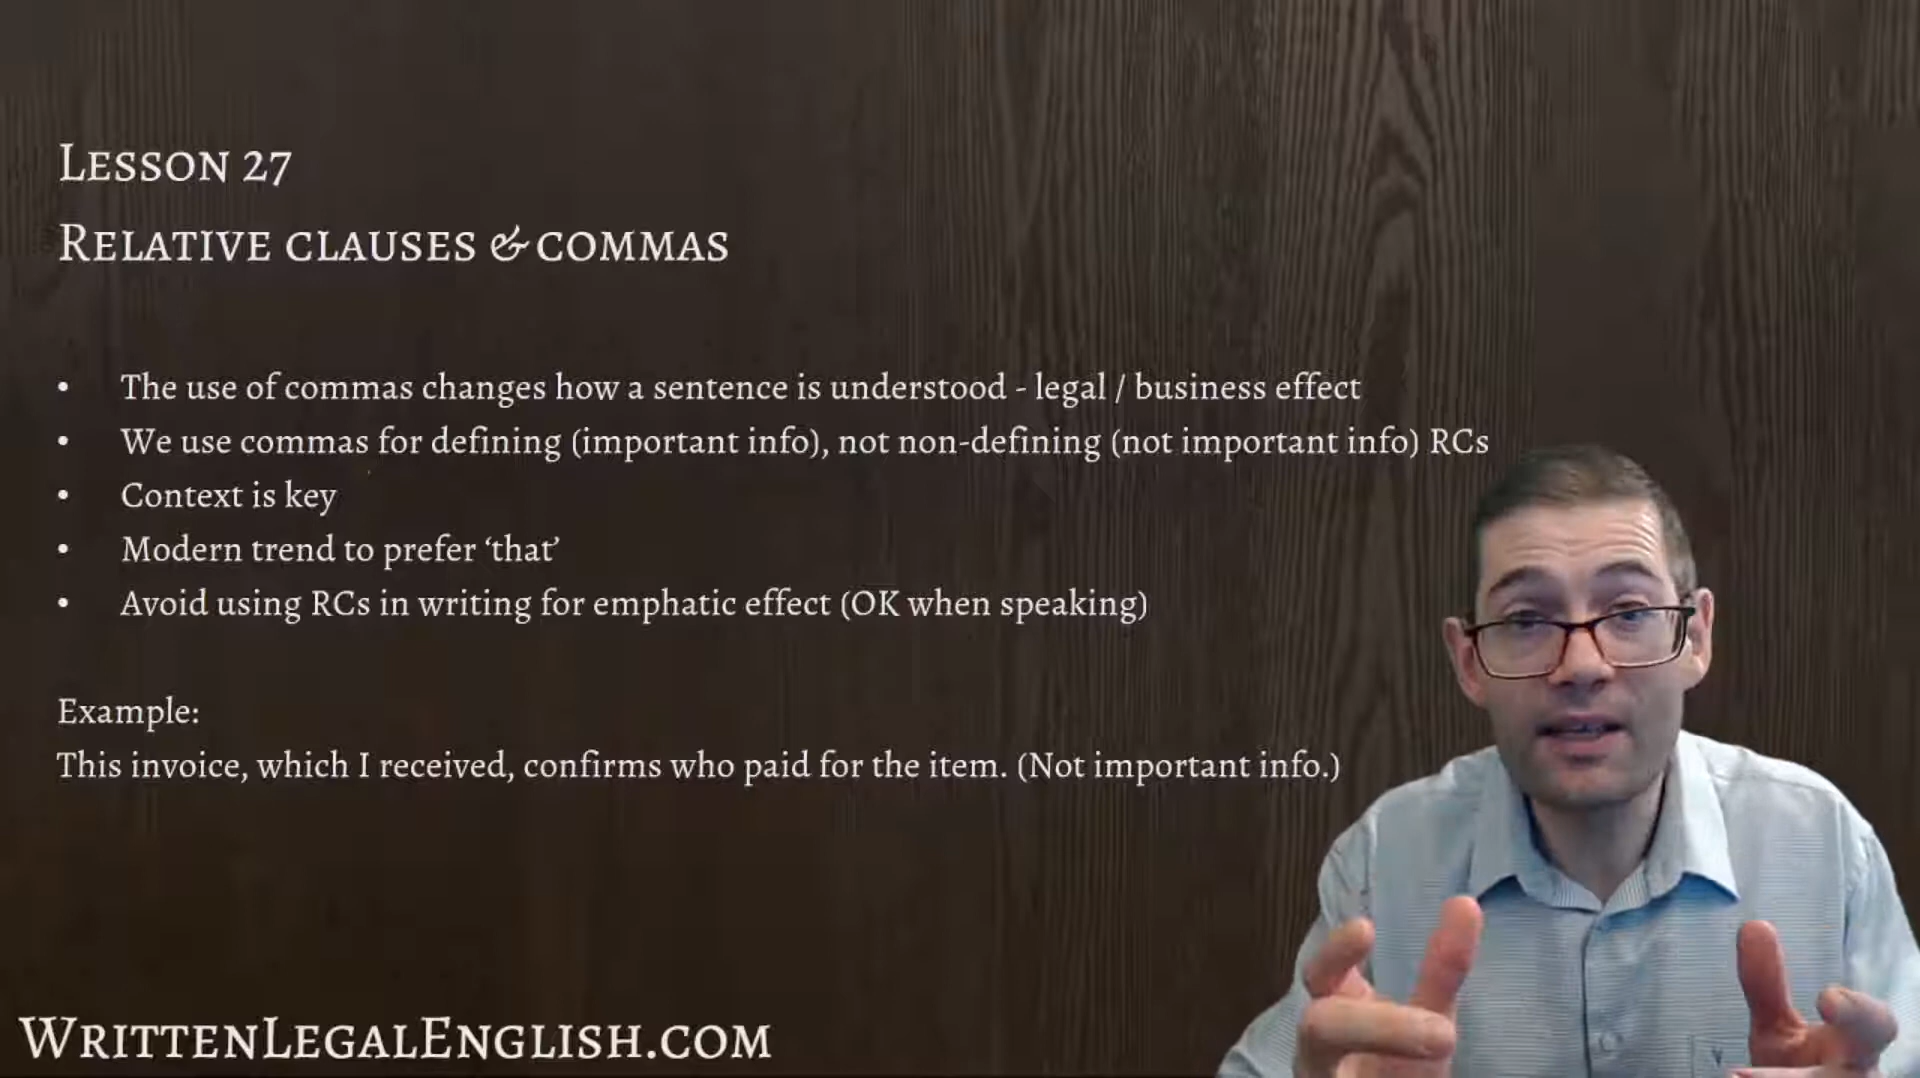 Lesson 27
Relative clauses & commas
• The use of commas changes how a sentence is understood - legal / business effect
• We use commas for defining (important info), not non-defining (not important info) RCs
• Context is key
• Modern trend to prefer ‘that’
• Avoid using RCs in writing for emphatic effect (OK when speaking)
Example:
This invoice, which I received, confirms who paid for the item. (Not important info.)
WrittenLegalEnglish.com